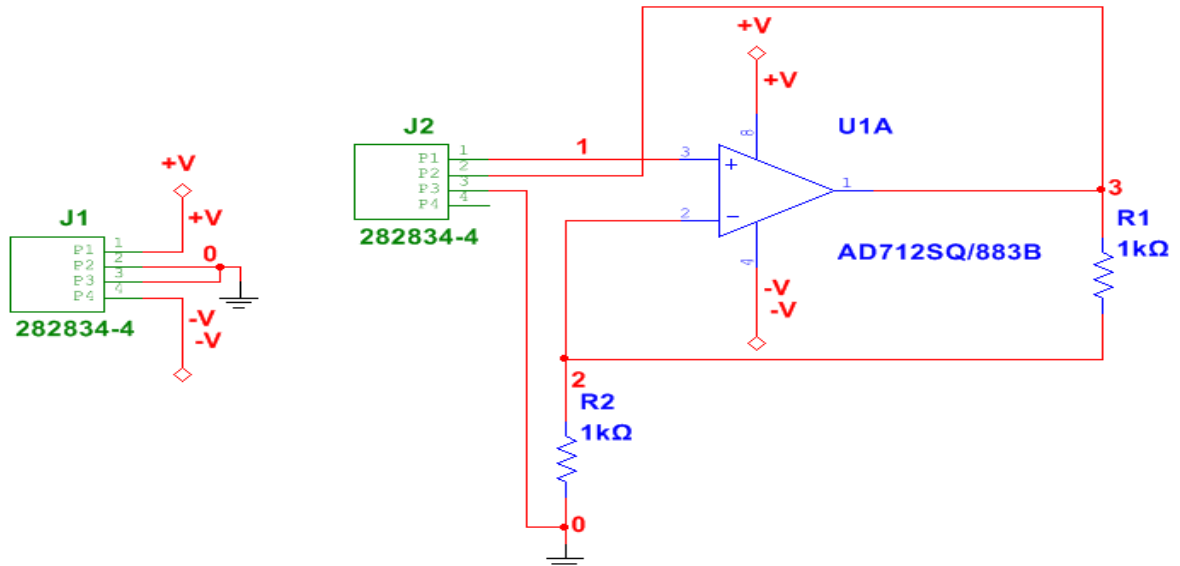 +V
+V
J1
P1 1
P2 2
P3 3
P4 4
0
282834-4
-V
-V
J2
P1 1
P2 2
P3 3
P4 4
282834-4
1
+V
+V
8
U1A
3
+
1
2
−
4
AD712SQ/883B
-V
-V
3
R1
1kΩ
2
R2
1kΩ
0